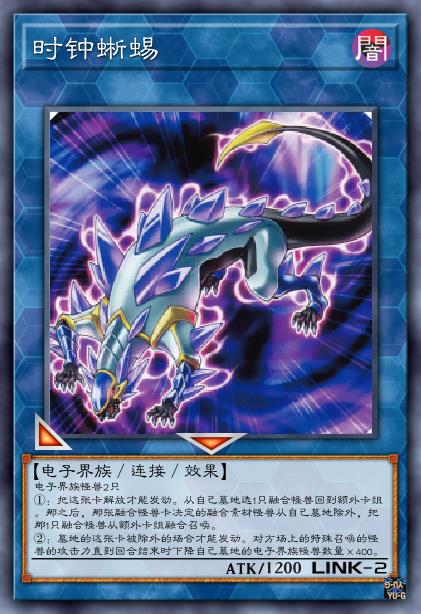 时钟蜥蜴
闇
【电子界族／连接／效果】
电子界族怪兽2只
①：把这张卡解放才能发动。从自己墓地选1只融合怪兽回到额外卡组
。那之后，那张融合怪兽卡决定的融合素材怪兽从自己墓地除外，把
那1只融合怪兽从额外卡组融合召唤。
②：墓地的这张卡被除外的场合才能发动。对方场上的特殊召唤的怪
兽的攻击力直到回合结束时下降自己墓地的电子界族怪兽数量×400。
ATK/1200 LINK-2